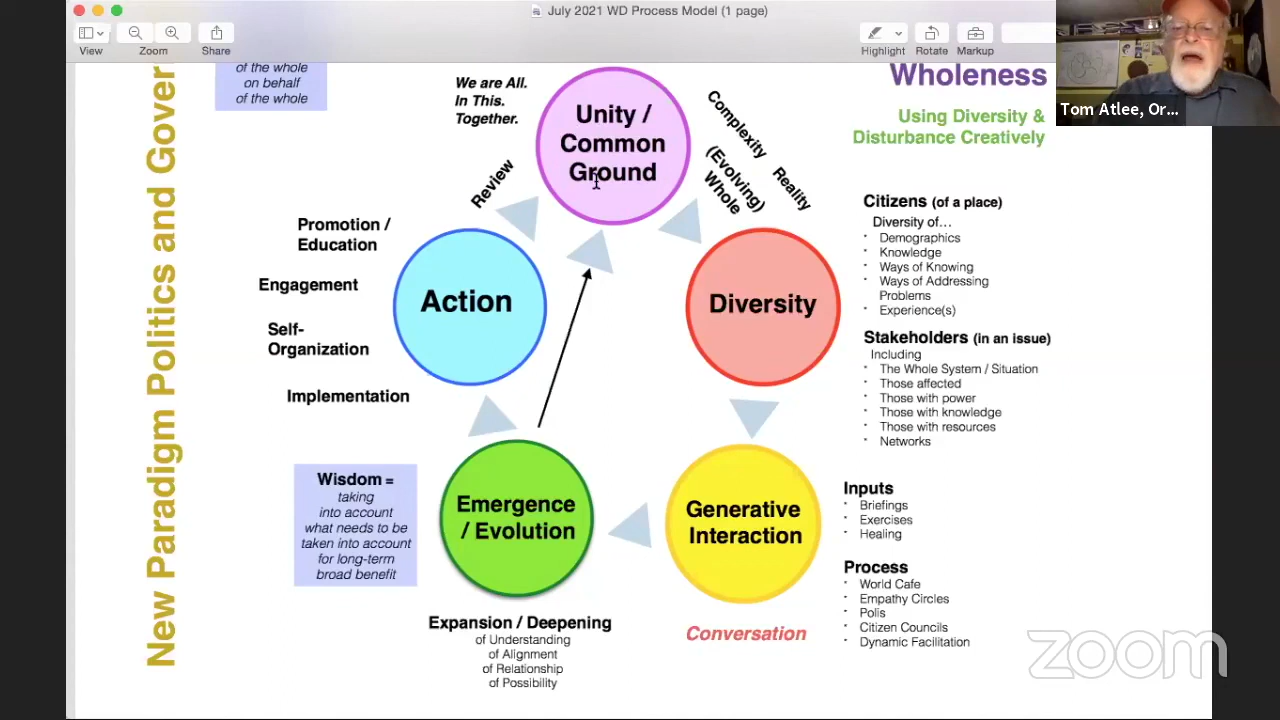 July 2021 WD Process Model (1 page)
View
Zoom
Share
Highlight
Rotate
Markup
Tom Atlee, Or...
New Paradigm Politics and Gover
of the whole
on behalf
of the whole
We are All.
In This.
Together.
Unity /
Common
Ground
Complexity
Reality
(Evolving)
Whole
Wholeness
Using Diversity &
Disturbance Creatively
Review
Promotion /
Education
Engagement
Self-
Organization
Implementation
Action
Diversity
Citizens (of a place)
Diversity of...
· Demographics
· Knowledge
· Ways of Knowing
· Ways of Addressing
Problems
· Experience(s)
Stakeholders (in an issue)
Including
· The Whole System / Situation
· Those affected
· Those with power
· Those with knowledge
· Those with resources
· Networks
Wisdom =
taking
into account
what needs to be
taken into account
for long-term
broad benefit
Emergence
/ Evolution
Generative
Interaction
Inputs
· Briefings
· Exercises
· Healing
Process
· World Cafe
· Empathy Circles
· Polis
· Citizen Councils
· Dynamic Facilitation
Expansion / Deepening
of Understanding
of Alignment
of Relationship
of Possibility
Conversation
zoom